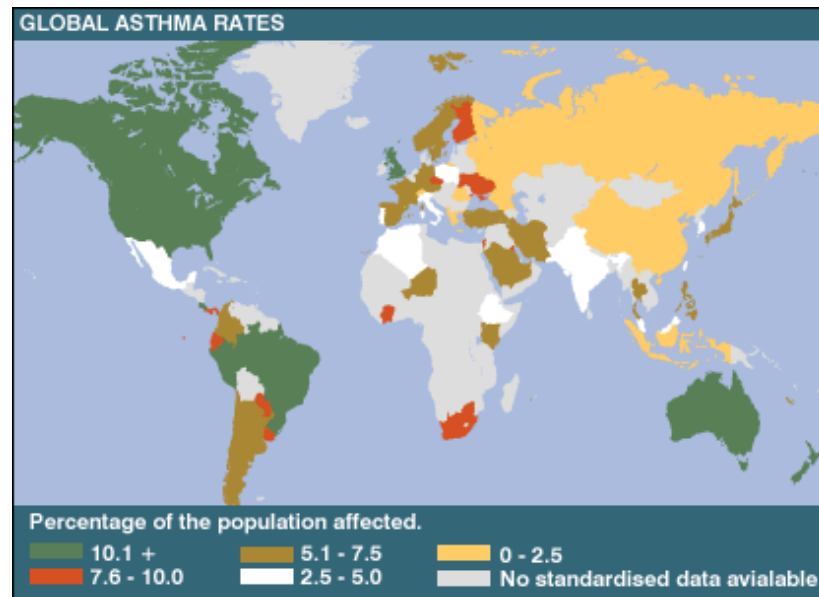 GLOBAL ASTHMA RATES
Percentage of the population affected.
10.1 + 5.1 - 7.5 0 - 2.5
7.6 - 10.0 2.5 - 5.0 No standardised data avialable